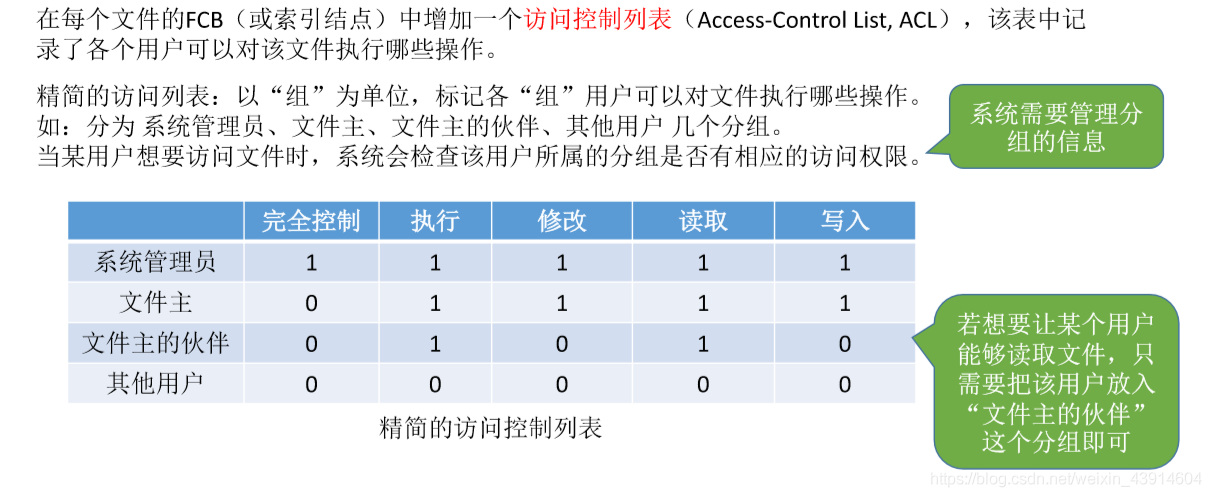 在每个文件的FCB（或索引结点）中增加一个访问控制列表（Access-Control List, ACL），该表中记
录了各个用户可以对该文件执行哪些操作。
精简的访问列表：以“组”为单位，标记各“组”用户可以对文件执行哪些操作。
如：分为 系统管理员、文件主、文件主的伙伴、其他用户 几个分组。
当某用户想要访问文件时，系统会检查该用户所属的分组是否有相应的访问权限。
系统需要管理分
组的信息
完全控制 执行 修改 读取 写入
系统管理员 1 1 1 1 1
文件主 0 1 1 1 1
文件主的伙伴 0 1 0 1 0
其他用户 0 0 0 0 0
精简的访问控制列表
若想要让某个用户
能够读取文件，只
需要把该用户放入
“文件主的伙伴”
这个分组即可
https://blog.csdn.net/weixin_43914604